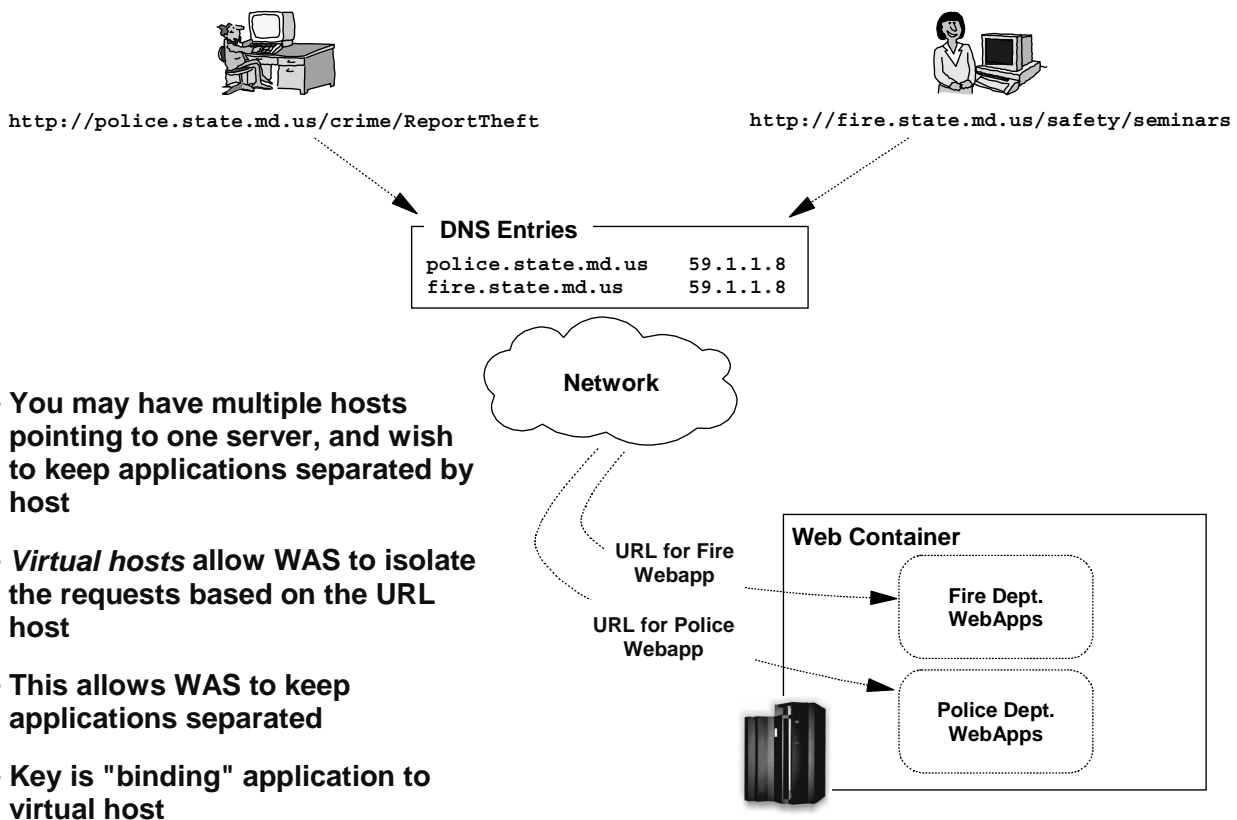 http://police.state.md.us/crime/ReportTheft
http://fire.state.md.us/safety/seminars
DNS Entries
police.state.md.us 59.1.1.8
fire.state.md.us 59.1.1.8
Network
You may have multiple hosts
pointing to one server, and wish
to keep applications separated by
host
Virtual hosts allow WAS to isolate
the requests based on the URL
host
This allows WAS to keep
applications separated
Key is "binding" application to
virtual host
URL for Fire
Webapp
URL for Police
Webapp
Web Container
Fire Dept.
WebApps
Police Dept.
WebApps